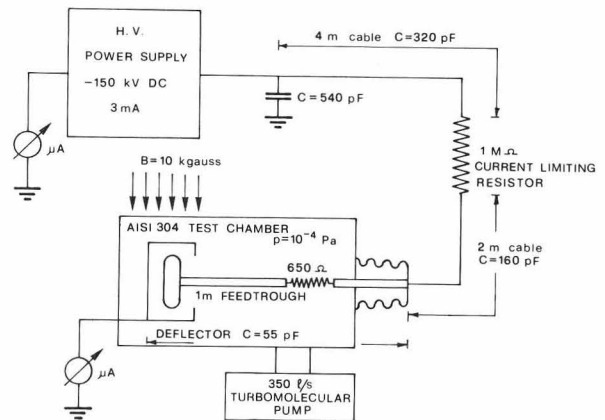 H. V.
POWER SUPPLY
-150 kV DC
3mA
4 m cable C=320 pF
C=540 pF
μA
1 MΩ
CURRENT LIMITING
RESISTOR
B=10 kgauss
AISI 304 TEST CHAMBER
p=10⁻⁴ Pa
650 Ω
1m FEEDTROUGH
2 m cable
C=160 pF
DEFLECTOR C=55 pF
μA
350 ℓ/s
TURBOMOLECULAR
PUMP